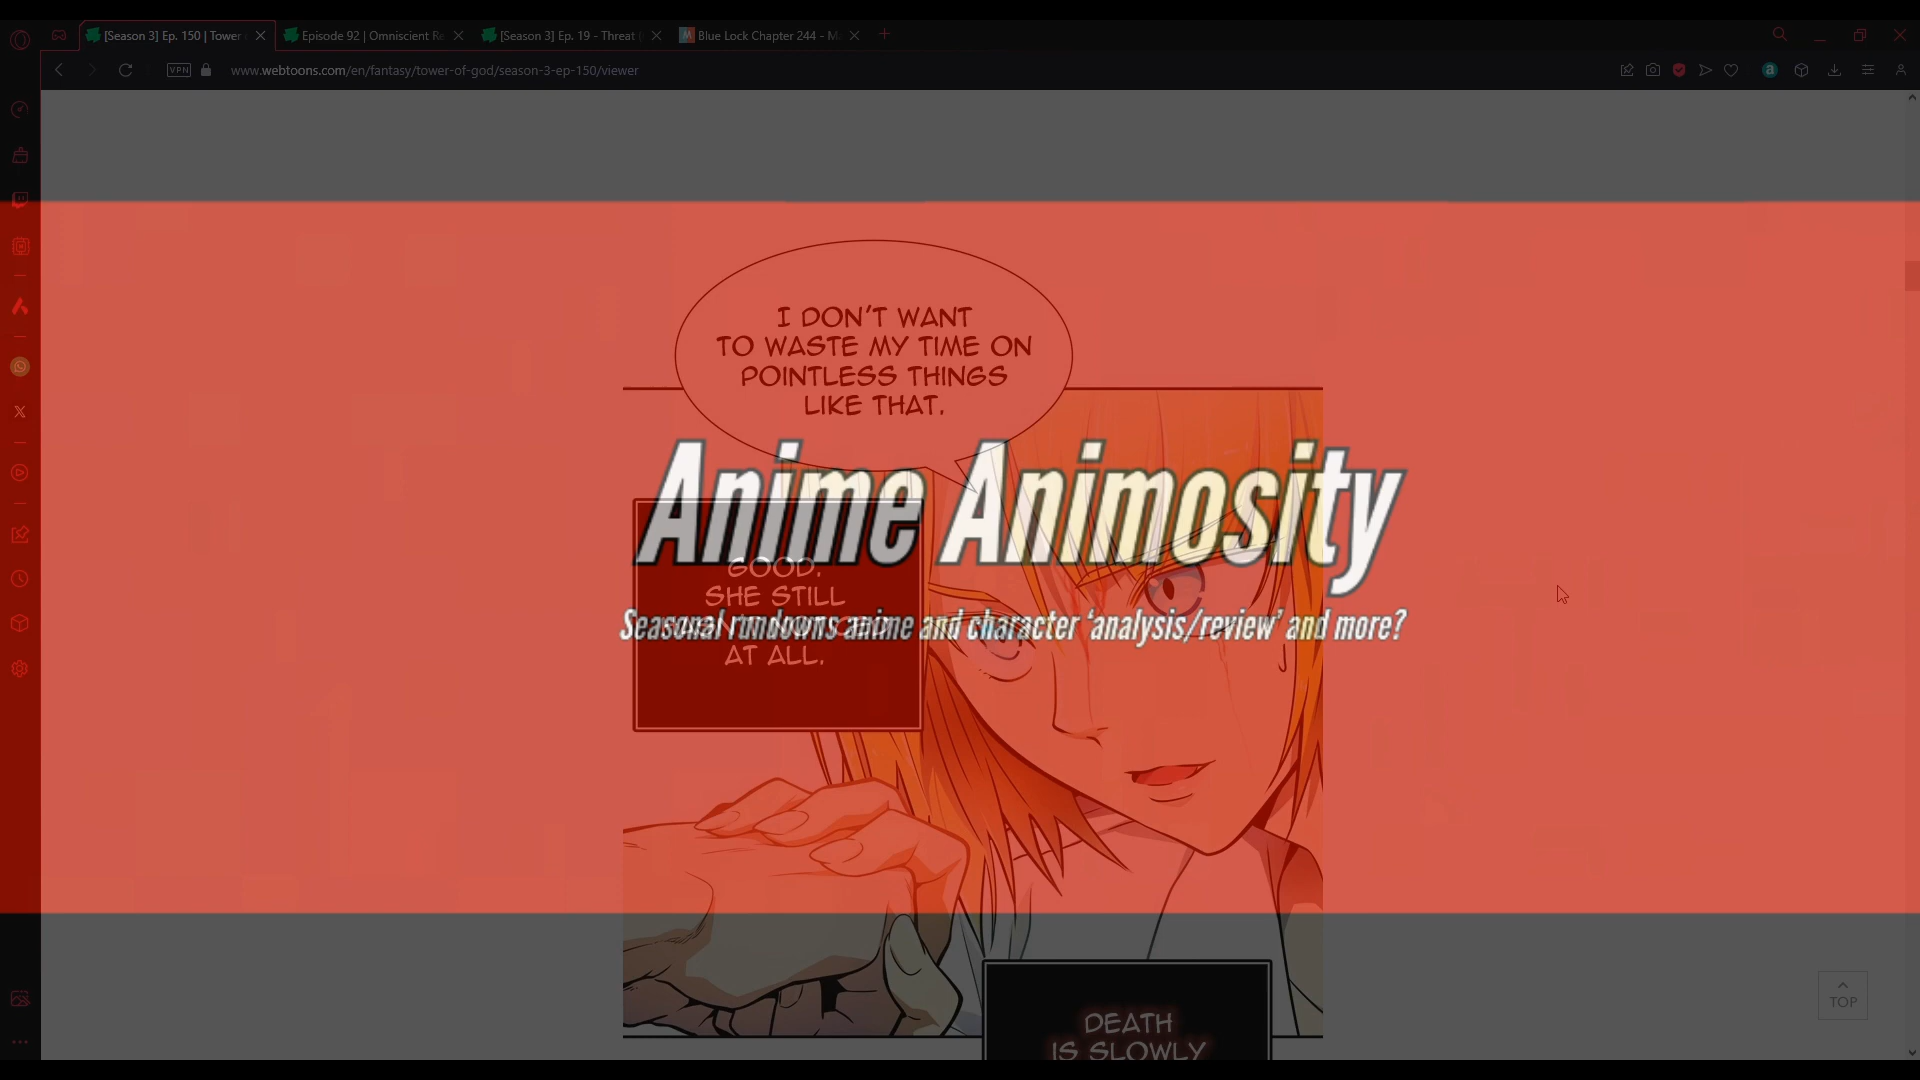 [Season 3] Ep. 150 | Tower
Episode 92 | Omniscient Re
[Season 3] Ep. 19 - Threat
Blue Lock Chapter 244 - M
VPN
www.webtoons.com/en/fantasy/tower-of-god/season-3-ep-150/viewer
I DON'T WANT
TO WASTE MY TIME ON
POINTLESS THINGS
LIKE THAT.
Anime Animosity
Seasonal rundowns anime and character 'analysis/review' and more?
GOOD.
SHE STILL
AT ALL.
DEATH
IS SLOWLY
TOP